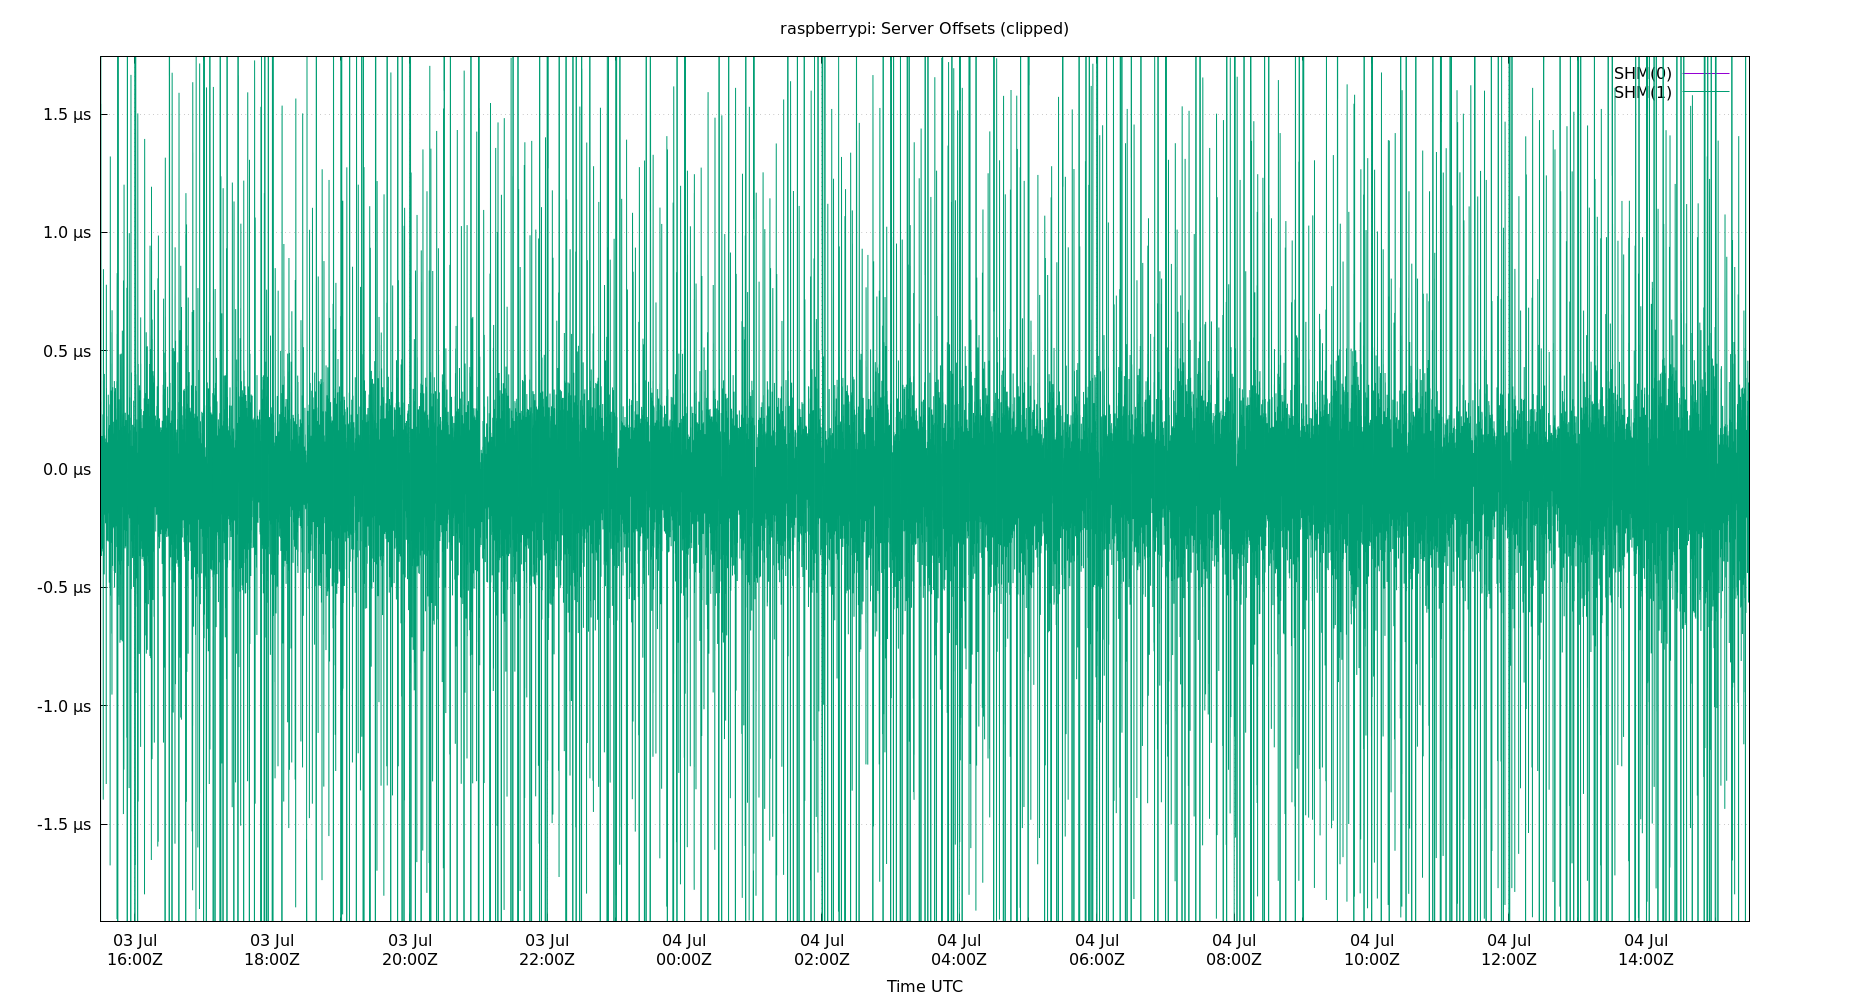 raspberrypi: Server Offsets (clipped)
SHM(0)
SHM(1)
1.5 µs
1.0 µs
0.5 µs
0.0 µs
-0.5 µs
-1.0 µs
-1.5 µs
03 Jul 03 Jul 03 Jul 03 Jul 04 Jul 04 Jul 04 Jul 04 Jul 04 Jul 04 Jul 04 Jul 04 Jul
16:00Z 18:00Z 20:00Z 22:00Z 00:00Z 02:00Z 04:00Z 06:00Z 08:00Z 10:00Z 12:00Z 14:00Z
Time UTC